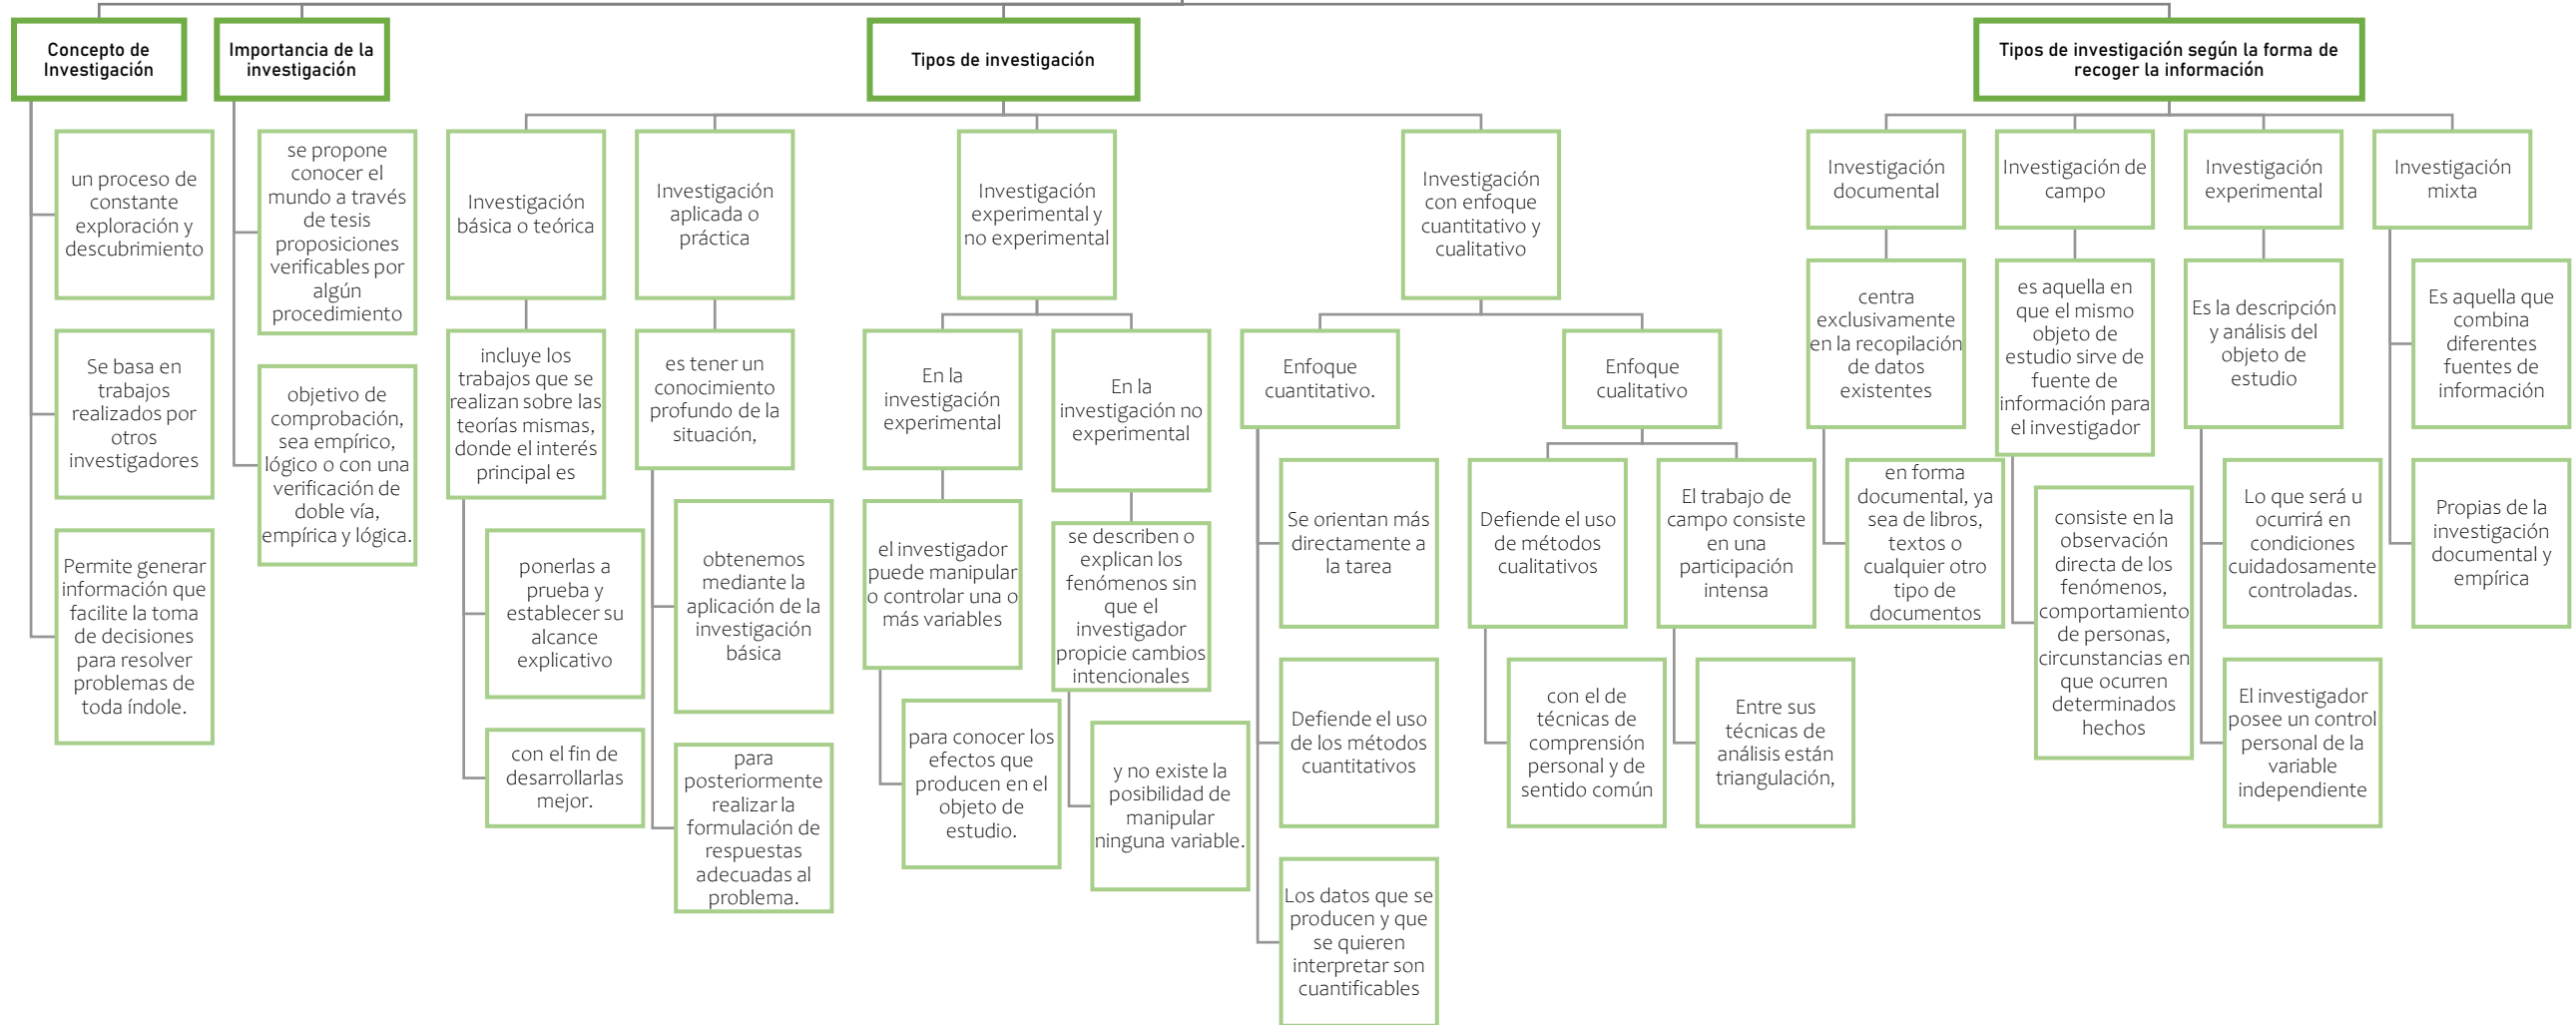 Concepto de
Investigación
un proceso de
constante
exploración y
descubrimiento
Se basa en
trabajos
realizados por
otros
investigadores
Permite generar
información que
facilite la toma
de decisiones
para resolver
problemas de
toda índole.
Importancia de la
investigación
se propone
conocer el
mundo a través
de tesis
proposiciones
verificables por
algún
procedimiento
objetivo de
comprobación,
sea empírico,
lógico o con una
verificación de
doble vía,
empírica y lógica.
Tipos de investigación
Investigación
básica o teórica
incluye los
trabajos que se
realizan sobre las
teorías mismas,
donde el interés
principal es
ponerlas a
prueba y
establecer su
alcance
explicativo
con el fin de
desarrollarlas
mejor.
Investigación
aplicada o
práctica
es tener un
conocimiento
profundo de la
situación,
obtenemos
mediante la
aplicación de la
investigación
básica
para
posteriormente
realizar la
formulación de
respuestas
adecuadas al
problema.
Investigación
experimental y
no experimental
En la
investigación
experimental
el investigador
puede manipular
o controlar una o
más variables
para conocer los
efectos que
producen en el
objeto de
estudio.
En la
investigación no
experimental
se describen o
explican los
fenómenos sin
que el
investigador
propicie cambios
intencionales
y no existe la
posibilidad de
manipular
ninguna variable.
Investigación
con enfoque
cuantitativo y
cualitativo
Enfoque
cuantitativo.
Se orientan más
directamente a
la tarea
Defiende el uso
de los métodos
cuantitativos
Los datos que se
producen y que
se quieren
interpretar son
cuantificables
Enfoque
cualitativo
Defiende el uso
de métodos
cualitativos
con el de
técnicas de
comprensión
personal y de
sentido común
El trabajo de
campo consiste
en una
participación
intensa
Entre sus
técnicas de
análisis están
triangulación,
Tipos de investigación según la forma de
recoger la información
Investigación
documental
centra
exclusivamente
en la recopilación
de datos
existentes
en forma
documental, ya
sea de libros,
textos o
cualquier otro
tipo de
documentos
Investigación de
campo
es aquella en
que el mismo
objeto de
estudio sirve de
fuente de
información para
el investigador
consiste en la
observación
directa de los
fenómenos,
comportamiento
de personas,
circunstancias en
que ocurren
determinados
hechos
Investigación
experimental
Es la descripción
y análisis del
objeto de
estudio
Lo que será u
ocurrirá en
condiciones
cuidadosamente
controladas.
El investigador
posee un control
personal de la
variable
independiente
Investigación
mixta
Es aquella que
combina
diferentes
fuentes de
información
Propias de la
investigación
documental y
empírica